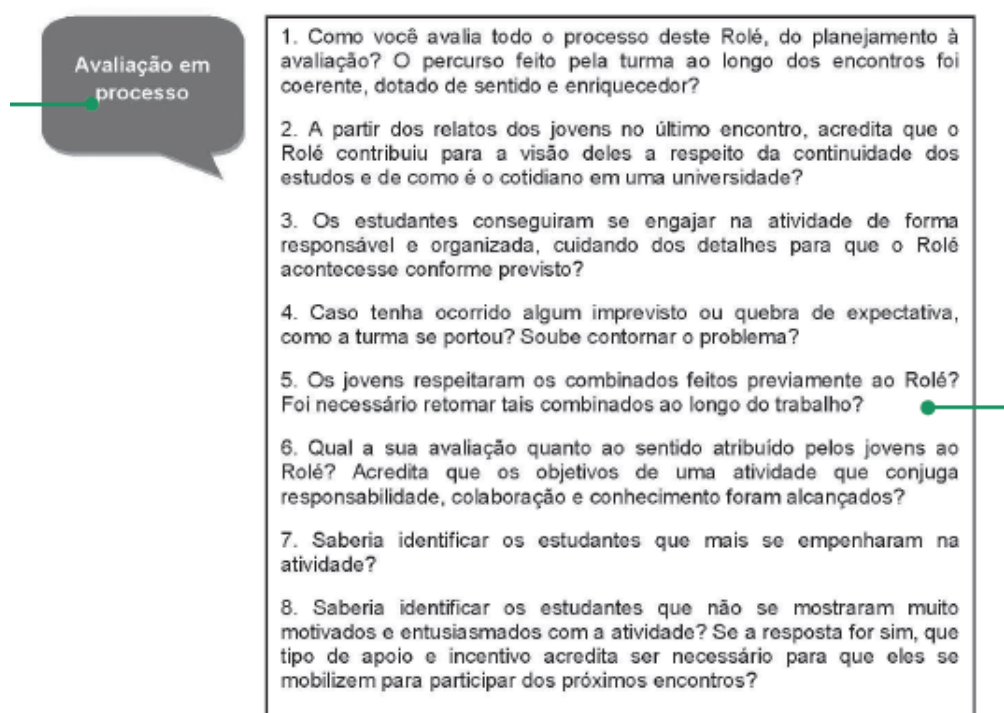 Avaliação em
processo
1. Como você avalia todo o processo deste Rolé, do planejamento à
avaliação? O percurso feito pela turma ao longo dos encontros foi
coerente, dotado de sentido e enriquecedor?
2. A partir dos relatos dos jovens no último encontro, acredita que o
Rolé contribuiu para a visão deles a respeito da continuidade dos
estudos e de como é o cotidiano em uma universidade?
3. Os estudantes conseguiram se engajar na atividade de forma
responsável e organizada, cuidando dos detalhes para que o Rolé
acontecesse conforme previsto?
4. Caso tenha ocorrido algum imprevisto ou quebra de expectativa,
como a turma se portou? Soube contornar o problema?
5. Os jovens respeitaram os combinados feitos previamente ao Rolé?
Foi necessário retomar tais combinados ao longo do trabalho?
6. Qual a sua avaliação quanto ao sentido atribuído pelos jovens ao
Rolé? Acredita que os objetivos de uma atividade que conjuga
responsabilidade, colaboração e conhecimento foram alcançados?
7. Saberia identificar os estudantes que mais se empenharam na
atividade?
8. Saberia identificar os estudantes que não se mostraram muito
motivados e entusiasmados com a atividade? Se a resposta for sim, que
tipo de apoio e incentivo acredita ser necessário para que eles se
mobilizem para participar dos próximos encontros?